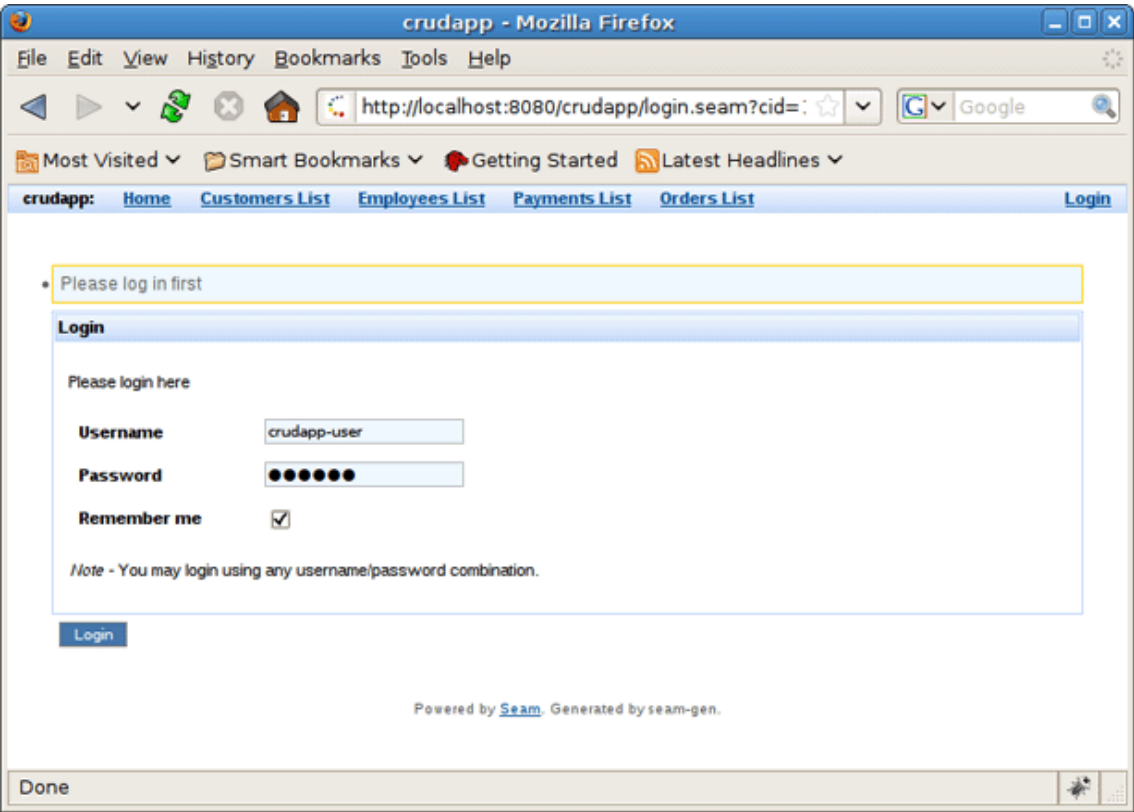 crudapp - Mozilla Firefox
File Edit View History Bookmarks Tools Help
http://localhost:8080/crudapp/login.seam?cid= Google
Most Visited Smart Bookmarks Getting Started Latest Headlines
crudapp: Home Customers List Employees List Payments List Orders List Login
Please log in first
Login
Please login here
Username crudapp-user
Password ●●●●●●
Remember me
Note - You may login using any username/password combination.
Login
Powered by Seam. Generated by seam-gen.
Done